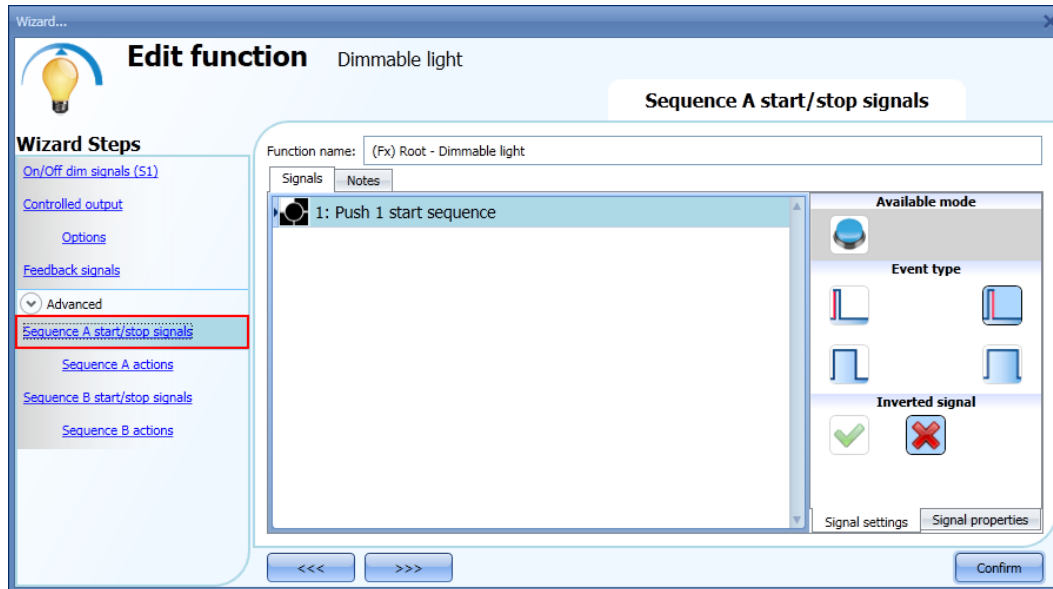 Wizard...
Edit function Dimmable light
Sequence A start/stop signals
Wizard Steps
On/Off dim signals (S1)
Controlled output
Options
Feedback signals
Advanced
Sequence A start/stop signals
Sequence A actions
Sequence B start/stop signals
Sequence B actions
Function name: (Fx) Root - Dimmable light
Signals Notes
1: Push 1 start sequence
Available mode
Event type
Inverted signal
Signal settings Signal properties
<<< >>> Confirm